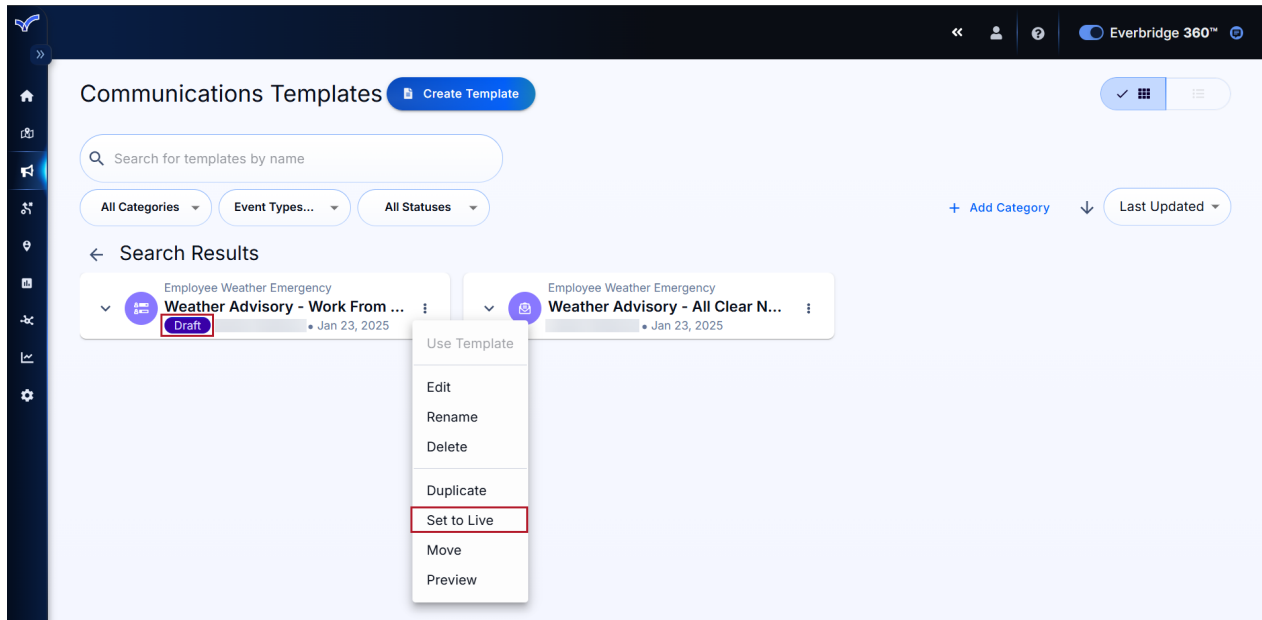 Everbridge 360™
Communications Templates
Create Template
Search for templates by name
All Categories
Event Types...
All Statuses
+ Add Category
Last Updated
Search Results
Employee Weather Emergency
Weather Advisory - Work From ...
Draft
• Jan 23, 2025
Employee Weather Emergency
Weather Advisory - All Clear N...
• Jan 23, 2025
Use Template
Edit
Rename
Delete
Duplicate
Set to Live
Move
Preview